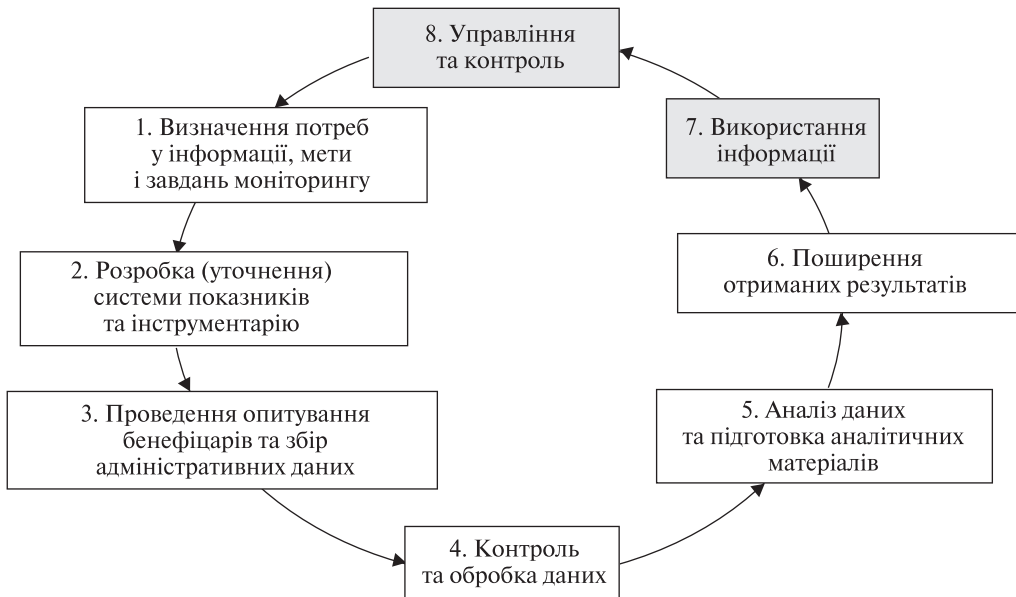 8. Управління
та контроль
1. Визначення потреб
у інформації, мети
і завдань моніторингу
2. Розробка (уточнення)
системи показників
та інструментарію
3. Проведення опитування
бенефіцарів та збір
адміністративних даних
4. Контроль
та обробка даних
5. Аналіз даних
та підготовка аналітичних
матеріалів
6. Поширення
отриманих результатів
7. Використання
інформації